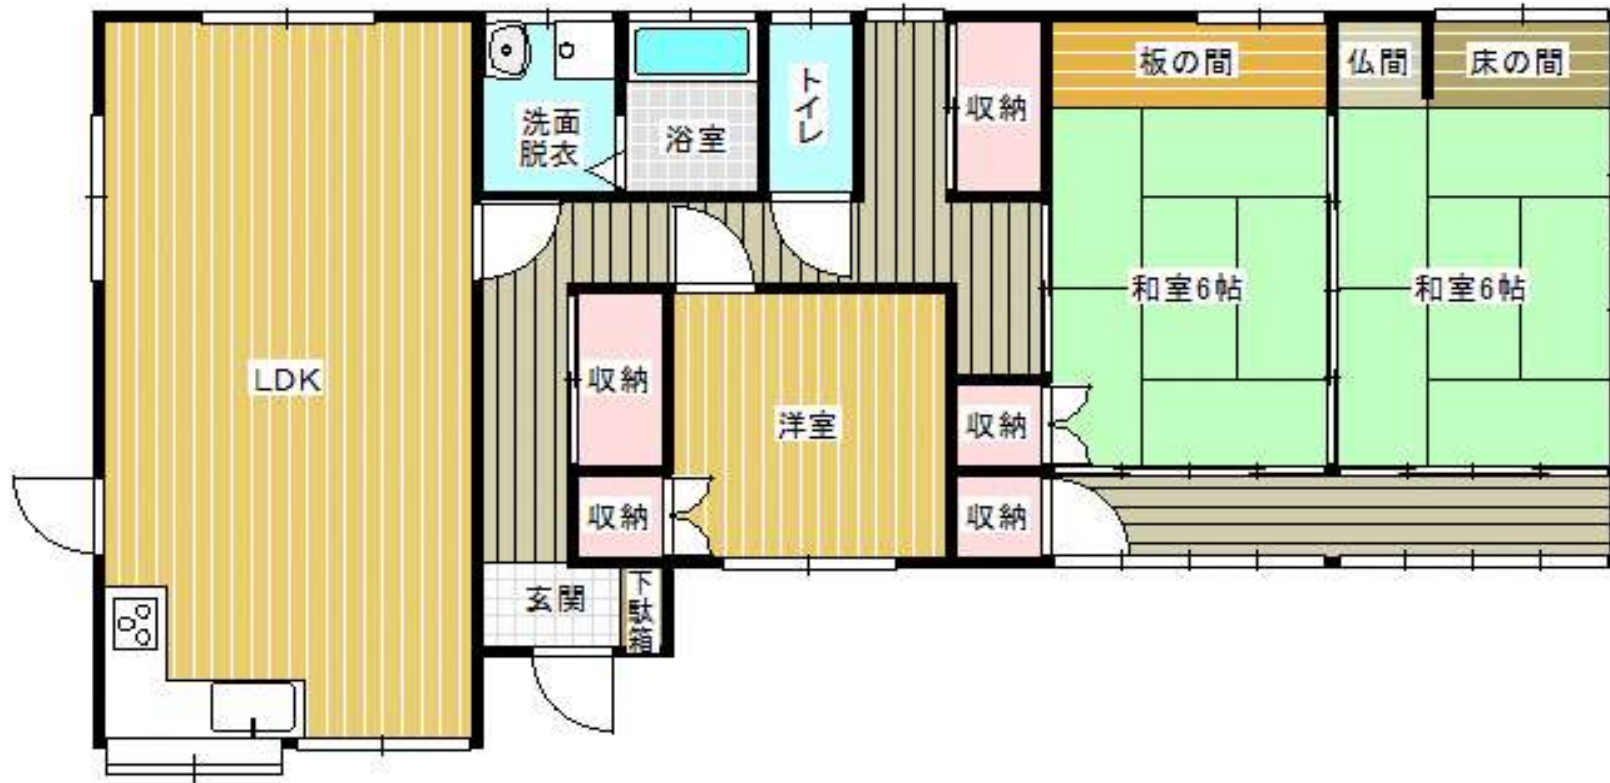 板の間
仏間
床の間
洗面
脱衣
浴室
トイレ
収納
和室6帖
和室6帖
LDK
収納
洋室
収納
収納
収納
玄関
下駄箱